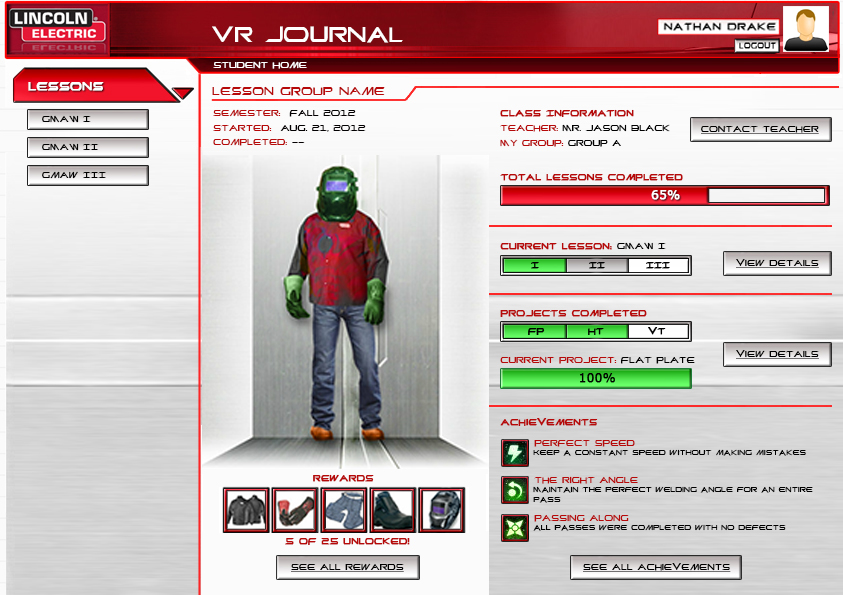 LINCOLN
ELECTRIC
VR JOURNAL
NATHAN DRAKE
LOGOUT
STUDENT HOME
LESSONS
GMAW I
GMAW II
GMAW III
LESSON GROUP NAME
SEMESTER: FALL 2012
STARTED: AUG. 21, 2012
COMPLETED: --
REWARDS
5 OF 25 UNLOCKED!
SEE ALL REWARDS
CLASS INFORMATION
TEACHER: MR. JASON BLACK
MY GROUP: GROUP A
CONTACT TEACHER
TOTAL LESSONS COMPLETED
65%
CURRENT LESSON: GMAW I
I II III
VIEW DETAILS
PROJECTS COMPLETED
FP HT VT
CURRENT PROJECT: FLAT PLATE
100%
VIEW DETAILS
ACHIEVEMENTS
PERFECT SPEED
KEEP A CONSTANT SPEED WITHOUT MAKING MISTAKES
THE RIGHT ANGLE
MAINTAIN THE PERFECT WELDING ANGLE FOR AN ENTIRE
PASS
PASSING ALONG
ALL PASSES WERE COMPLETED WITH NO DEFECTS
SEE ALL ACHIEVEMENTS